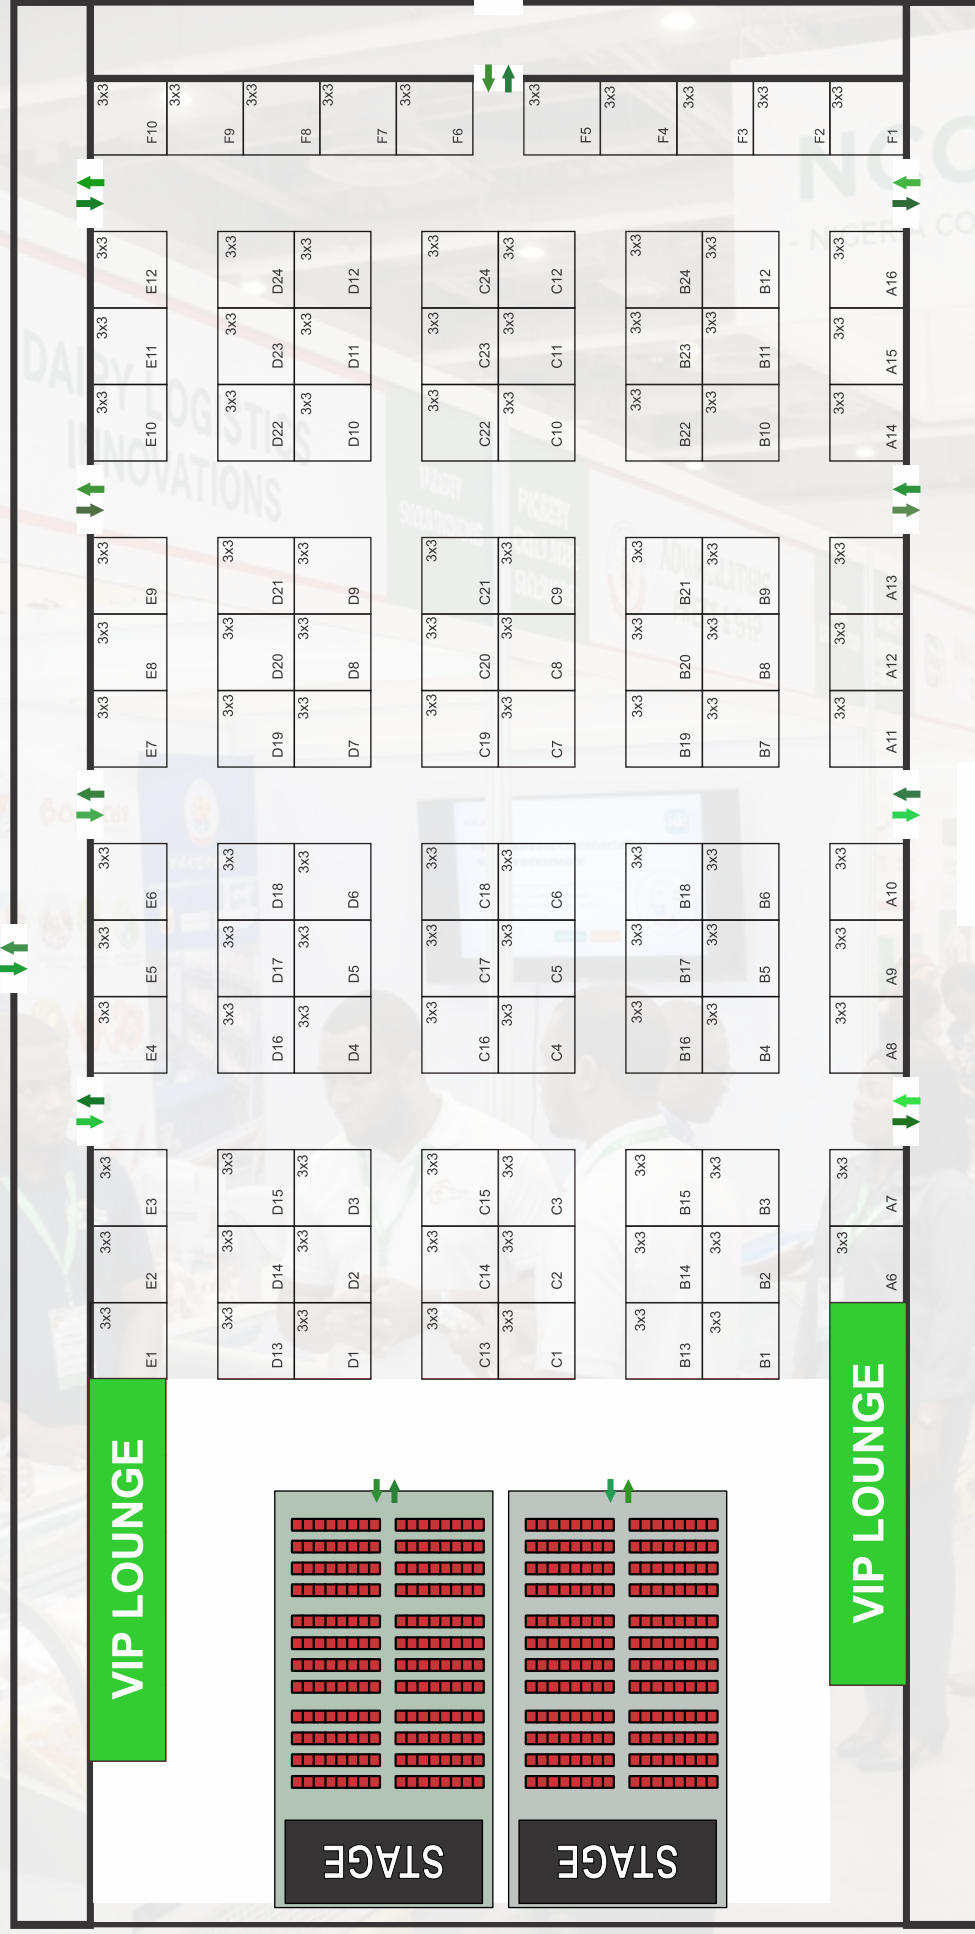 3x3 3x3 3x3 3x3 3x3 3x3 3x3 3x3 3x3 3x3
F10 F9 F8 F7 F6 F5 F4 F3 F2 F1
NCC
- NIGERIA CO
3x3 3x3 3x3 3x3 3x3 3x3 3x3 3x3
E12 D24 D12 C24 C12 B24 B12 A16
3x3 3x3 3x3 3x3 3x3 3x3 3x3 3x3
E11 D23 D11 C23 C11 B23 B11 A15
DAIRY LOGISTICS
INNOVATIONS
3x3 3x3 3x3 3x3 3x3 3x3 3x3 3x3
E10 D22 D10 C22 C10 B22 B10 A14
3x3 3x3 3x3 3x3 3x3 3x3 3x3 3x3
E9 D21 D9 C21 C9 B21 B9 A13
3x3 3x3 3x3 3x3 3x3 3x3 3x3 3x3
E8 D20 D8 C20 C8 B20 B8 A12
3x3 3x3 3x3 3x3 3x3 3x3 3x3 3x3
E7 D19 D7 C19 C7 B19 B7 A11
3x3 3x3 3x3 3x3 3x3 3x3 3x3 3x3
E6 D18 D6 C18 C6 B18 B6 A10
3x3 3x3 3x3 3x3 3x3 3x3 3x3 3x3
E5 D17 D5 C17 C5 B17 B5 A9
3x3 3x3 3x3 3x3 3x3 3x3 3x3 3x3
E4 D16 D4 C16 C4 B16 B4 A8
3x3 3x3 3x3 3x3 3x3 3x3 3x3 3x3
E3 D15 D3 C15 C3 B15 B3 A7
3x3 3x3 3x3 3x3 3x3 3x3 3x3 3x3
E2 D14 D2 C14 C2 B14 B2 A6
3x3 3x3 3x3 3x3 3x3 3x3 3x3
E1 D13 D1 C13 C1 B13 B1
VIP LOUNGE
VIP LOUNGE
STAGE
STAGE